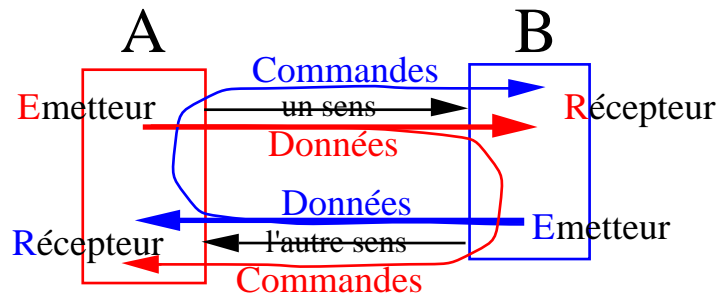 A
B
Commandes
Emetteur
un sens
Récepteur
Données
Données
Emetteur
Récepteur
l'autre sens
Commandes